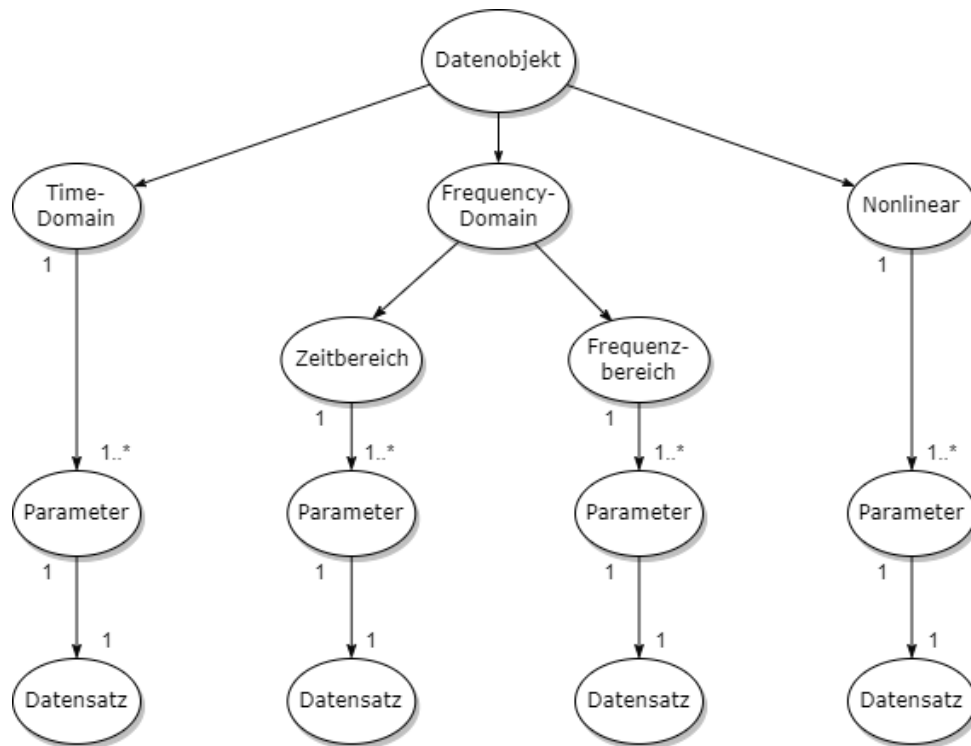 Datenobjekt
Time-
Domain
Frequency-
Domain
Nonlinear
1
1
Zeitbereich
Frequenz-
bereich
1
1
1..*
1..*
1..*
1..*
Parameter
Parameter
Parameter
Parameter
1
1
1
1
1
1
1
1
Datensatz
Datensatz
Datensatz
Datensatz